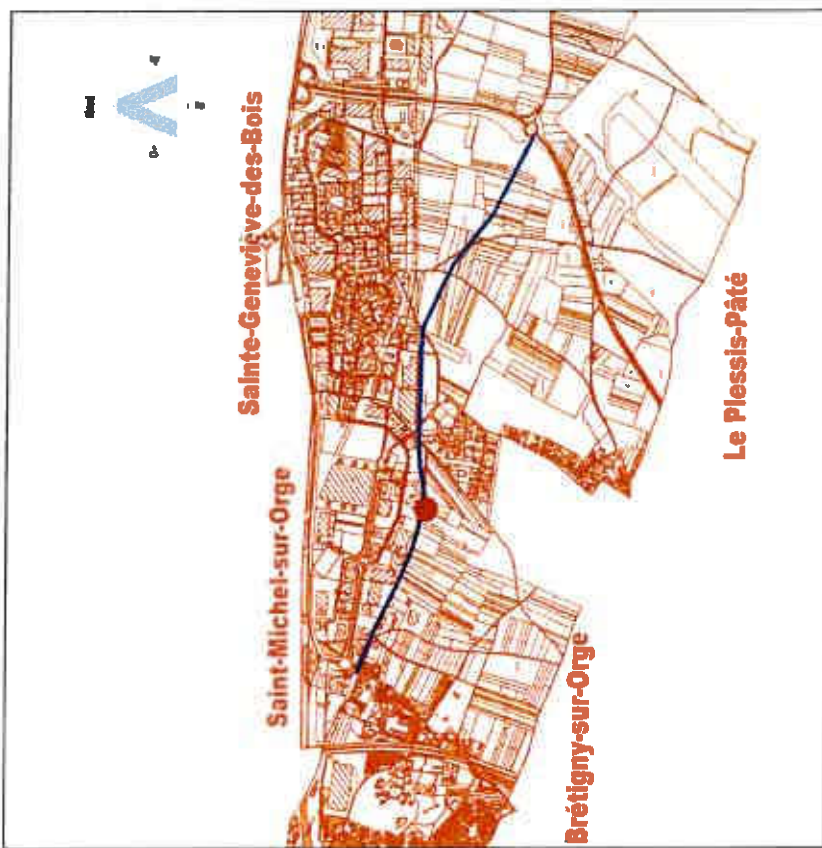 Sainte-Geneviève-des-Bois
Saint-Michel-sur-Orge
Le Plessis-Pâté
Brétigny-sur-Orge